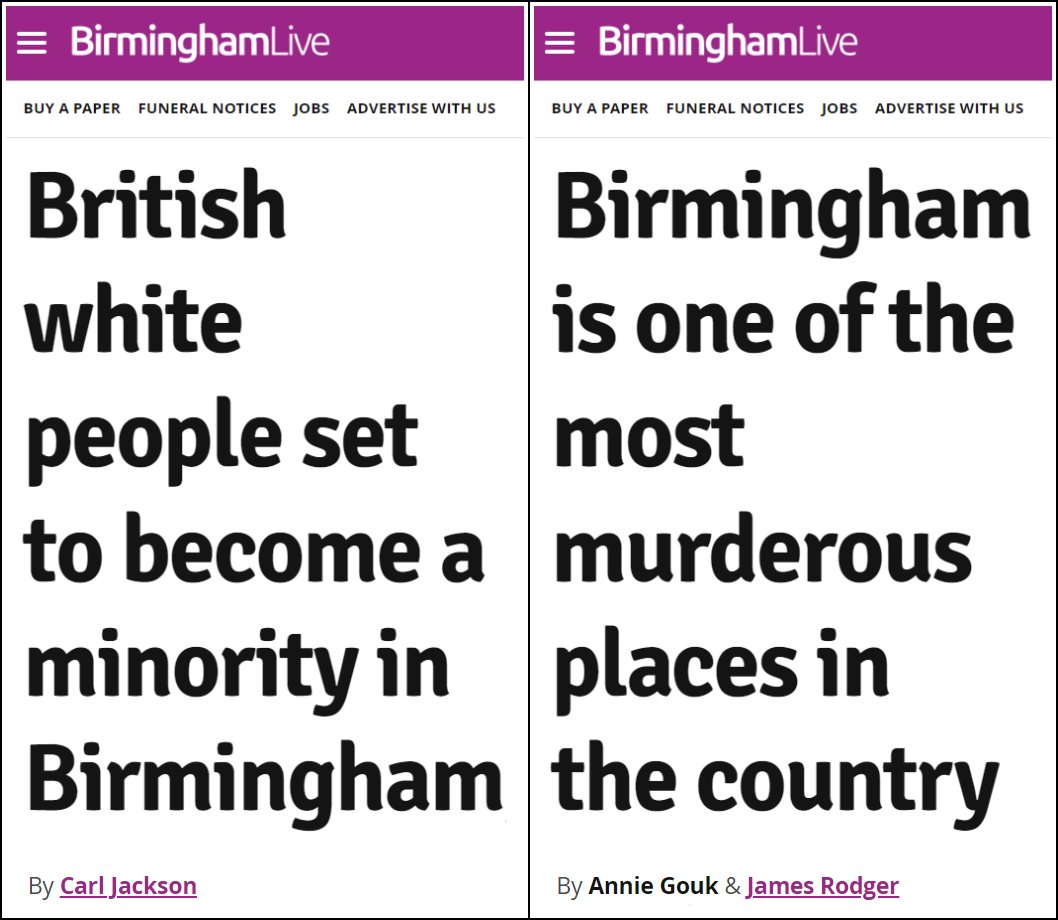 BirminghamLive
BUY A PAPER FUNERAL NOTICES JOBS ADVERTISE WITH US
British
white
people set
to become a
minority in
Birmingham
By Carl Jackson
BirminghamLive
BUY A PAPER FUNERAL NOTICES JOBS ADVERTISE WITH US
Birmingham
is one of the
most
murderous
places in
the country
By Annie Gouk & James Rodger